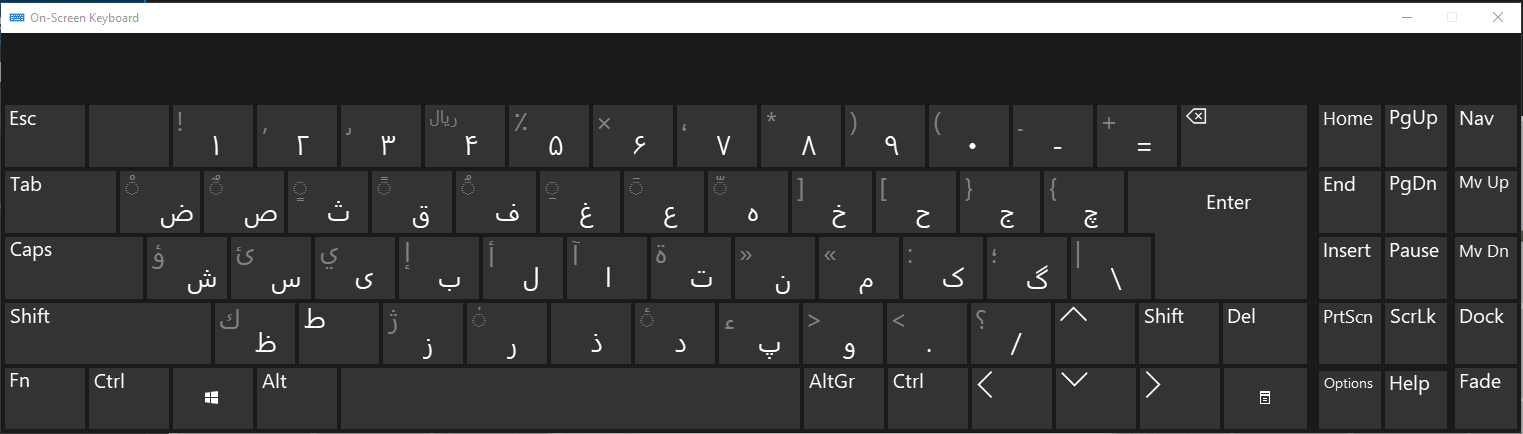 On-Screen Keyboard
Esc ! ۱ , ۲ ۳ ریال ۴ ٪ ۵ × ۶ ، ۷ * ۸ ) ۹ ( ۰ - - + = Home PgUp Nav
Tab ض ص ث ق ف غ ع ه ] خ [ ح } ج { چ Enter End PgDn Mv Up
Caps ؤ ش ئ س ي ی إ ب أ ل آ ا ة ت » ن « م : ک ؛ گ | \ Insert Pause Mv Dn
Shift ك ظ ط ژ ز ر ذ د ء پ > و < . ؟ / Shift Del PrtScn ScrLk Dock
Fn Ctrl Alt AltGr Ctrl Options Help Fade